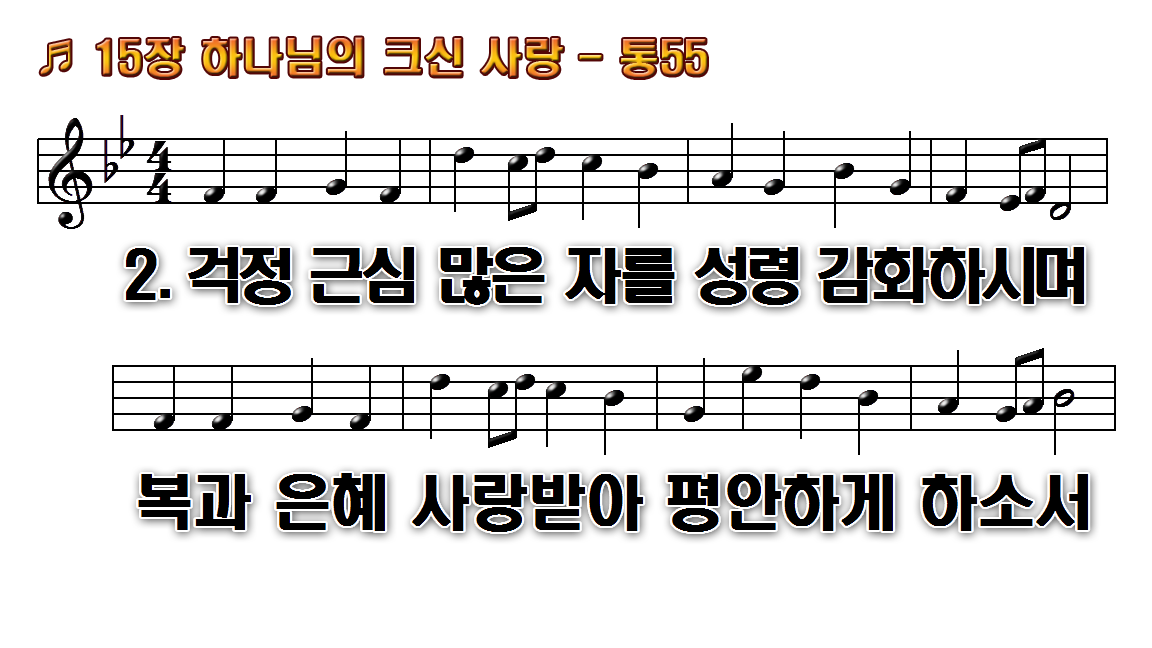 ♬ 15장 하나님의 크신 사랑 - 통55
2. 걱정 근심 많은 자를 성령 감화하시며
복과 은혜 사랑받아 평안하게 하소서